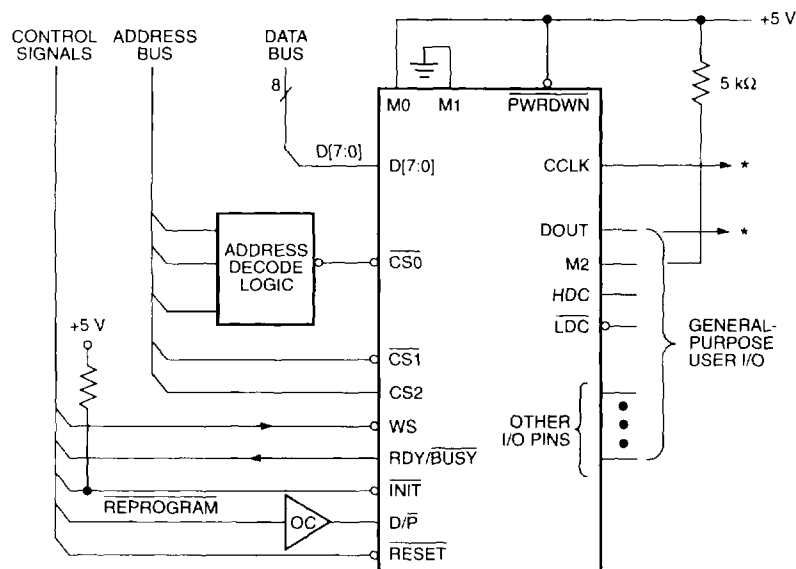 CONTROL
SIGNALS
ADDRESS
BUS
DATA
BUS
+5 V
8
M0
M1
PWRDWN
5 kΩ
D[7:0]
D[7:0]
CCLK
*
ADDRESS
DECODE
LOGIC
CS0
DOUT
*
M2
HDC
LDC
GENERAL-
PURPOSE
USER I/O
+5 V
CS1
CS2
OTHER
I/O PINS
WS
RDY/BUSY
INIT
REPROGRAM
OC
D/P
RESET